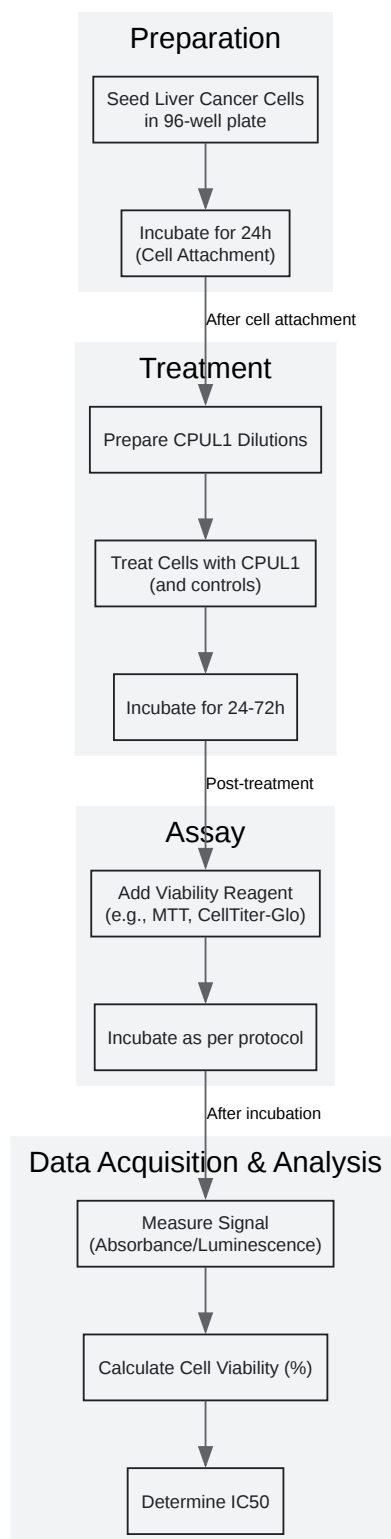 Preparation
Seed Liver Cancer Cells
in 96-well plate
Incubate for 24h
(Cell Attachment)
After cell attachment
Treatment
Prepare CPUL1 Dilutions
Treat Cells with CPUL1
(and controls)
Incubate for 24-72h
Post-treatment
Assay
Add Viability Reagent
(e.g., MTT, CellTiter-Glo)
Incubate as per protocol
After incubation
Data Acquisition & Analysis
Measure Signal
(Absorbance/Luminescence)
Calculate Cell Viability (%)
Determine IC50